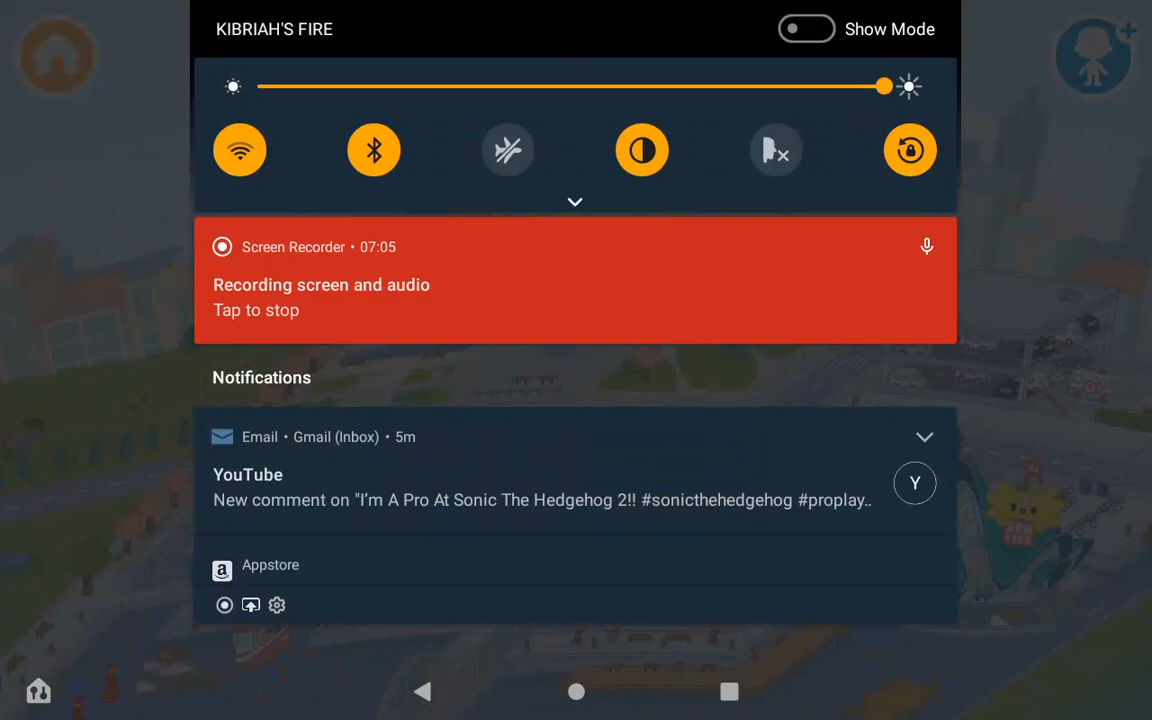 KIBRIAH'S FIRE
Show Mode
Screen Recorder • 07:05
Recording screen and audio
Tap to stop
Notifications
Email • Gmail (Inbox) • 5m
YouTube
New comment on "I'm A Pro At Sonic The Hedgehog 2!! #sonicthehedgehog #proplay..
Y
Appstore